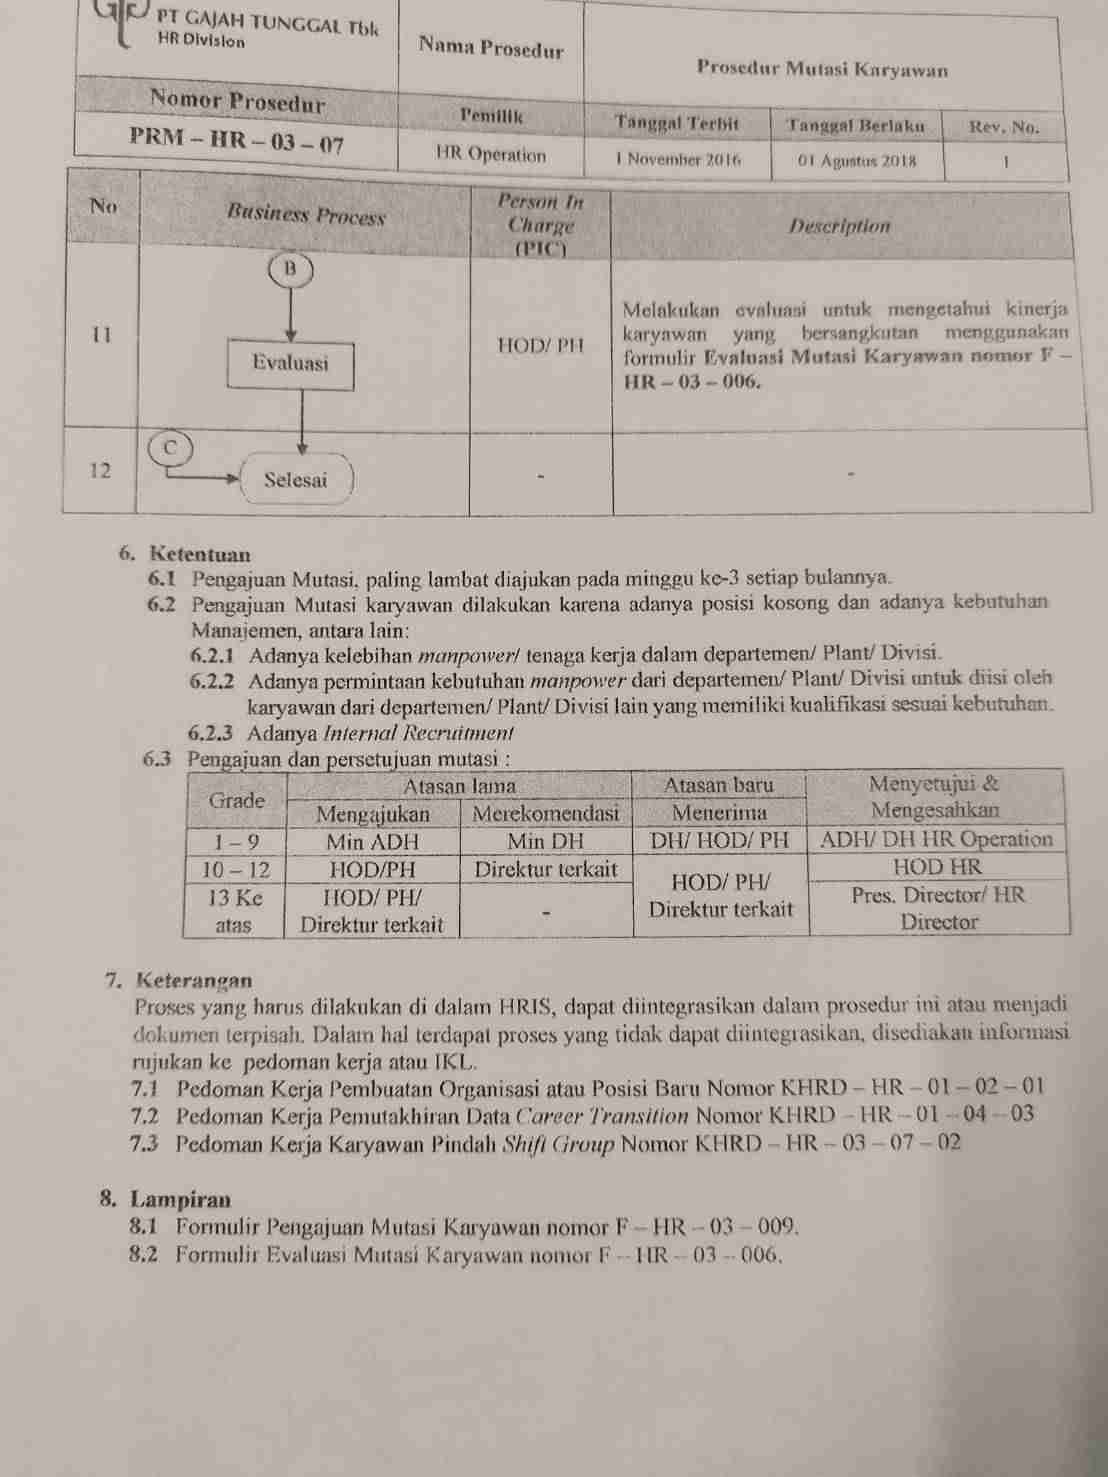 PT GAJAH TUNGGAL Tbk
HR Division
Nama Prosedur
Prosedur Mutasi Karyawan
Nomor Prosedur
Pemilik
Tanggal Terbit
Tanggal Berlaku
Rev. No.
PRM – HR – 03 – 07
HR Operation
1 November 2016
01 Agustus 2018
1
No
Business Process
Person In
Charge
(PIC)
Description
B
11
Evaluasi
HOD/ PH
Melakukan evaluasi untuk mengetahui kinerja
karyawan yang bersangkutan menggunakan
formulir Evaluasi Mutasi Karyawan nomor F –
HR – 03 – 006.
C
12
Selesai
-
-
6. Ketentuan
6.1 Pengajuan Mutasi, paling lambat diajukan pada minggu ke-3 setiap bulannya.
6.2 Pengajuan Mutasi karyawan dilakukan karena adanya posisi kosong dan adanya kebutuhan
Manajemen, antara lain:
6.2.1 Adanya kelebihan manpower/ tenaga kerja dalam departemen/ Plant/ Divisi.
6.2.2 Adanya permintaan kebutuhan manpower dari departemen/ Plant/ Divisi untuk diisi oleh
karyawan dari departemen/ Plant/ Divisi lain yang memiliki kualifikasi sesuai kebutuhan.
6.2.3 Adanya Internal Recruitment
6.3 Pengajuan dan persetujuan mutasi :
Grade
Atasan lama
Atasan baru
Menyetujui &
Mengesahkan
Mengajukan
Merekomendasi
Menerima
1 – 9
Min ADH
Min DH
DH/ HOD/ PH
ADH/ DH HR Operation
10 – 12
HOD/PH
Direktur terkait
HOD/ PH/
Direktur terkait
HOD HR
13 Ke
atas
HOD/ PH/
Direktur terkait
-
Pres. Director/ HR
Director
7. Keterangan
Proses yang harus dilakukan di dalam HRIS, dapat diintegrasikan dalam prosedur ini atau menjadi
dokumen terpisah. Dalam hal terdapat proses yang tidak dapat diintegrasikan, disediakan informasi
rujukan ke pedoman kerja atau IKL.
7.1 Pedoman Kerja Pembuatan Organisasi atau Posisi Baru Nomor KHRD – HR – 01 – 02 – 01
7.2 Pedoman Kerja Pemutakhiran Data Career Transition Nomor KHRD – HR – 01 – 04 – 03
7.3 Pedoman Kerja Karyawan Pindah Shift Group Nomor KHRD – HR – 03 – 07 – 02
8. Lampiran
8.1 Formulir Pengajuan Mutasi Karyawan nomor F – HR – 03 – 009.
8.2 Formulir Evaluasi Mutasi Karyawan nomor F – HR – 03 – 006.